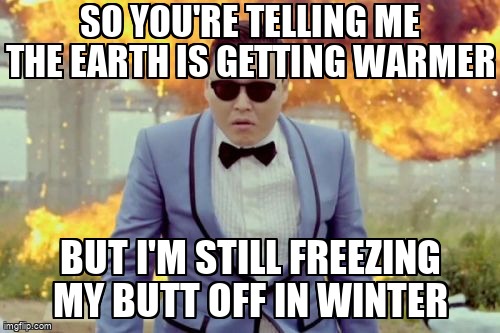 SO YOU'RE TELLING ME
THE EARTH IS GETTING WARMER
BUT I'M STILL FREEZING
MY BUTT OFF IN WINTER
imgflip.com